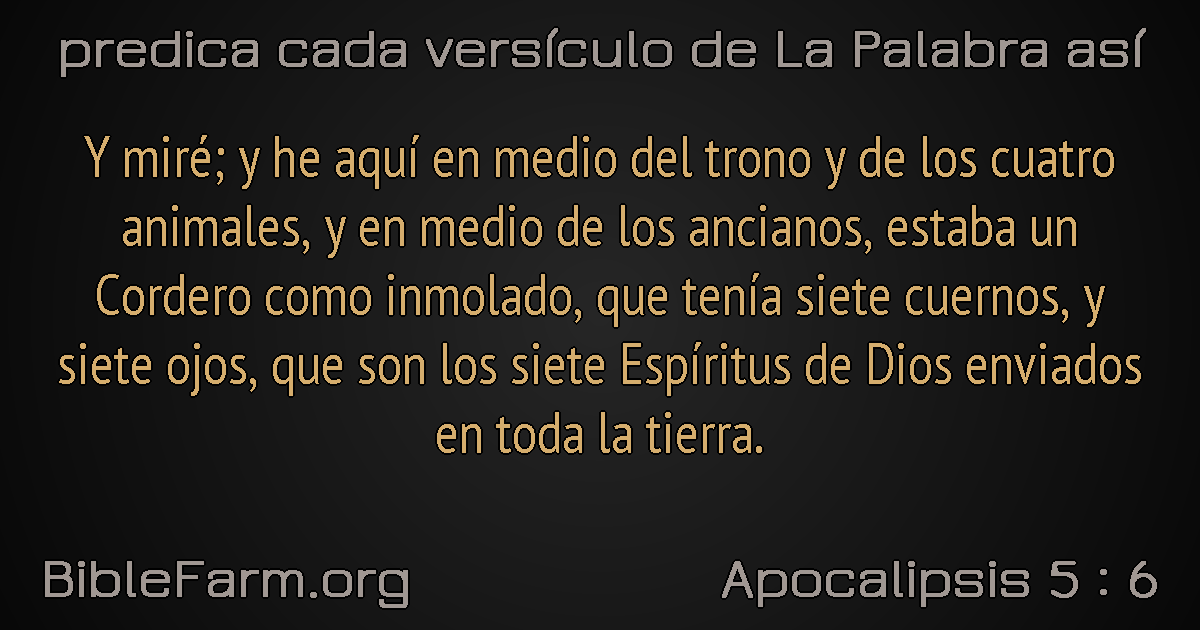 predica cada versículo de La Palabra así
Y miré; y he aquí en medio del trono y de los cuatro
animales, y en medio de los ancianos, estaba un
Cordero como inmolado, que tenía siete cuernos, y
siete ojos, que son los siete Espíritus de Dios enviados
en toda la tierra.
BibleFarm.org
Apocalipsis 5 : 6